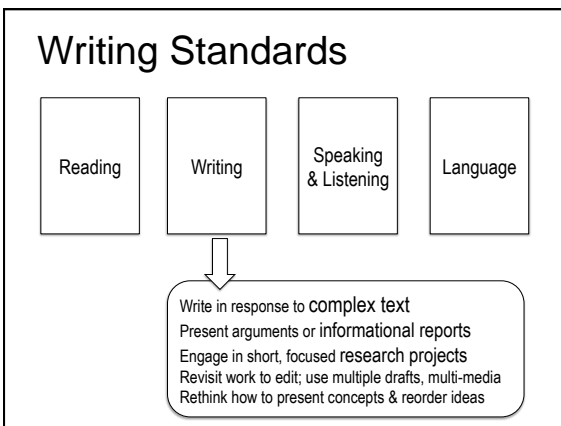 Writing Standards
Reading
Writing
Speaking
& Listening
Language
Write in response to complex text
Present arguments or informational reports
Engage in short, focused research projects
Revisit work to edit; use multiple drafts, multi-media
Rethink how to present concepts & reorder ideas